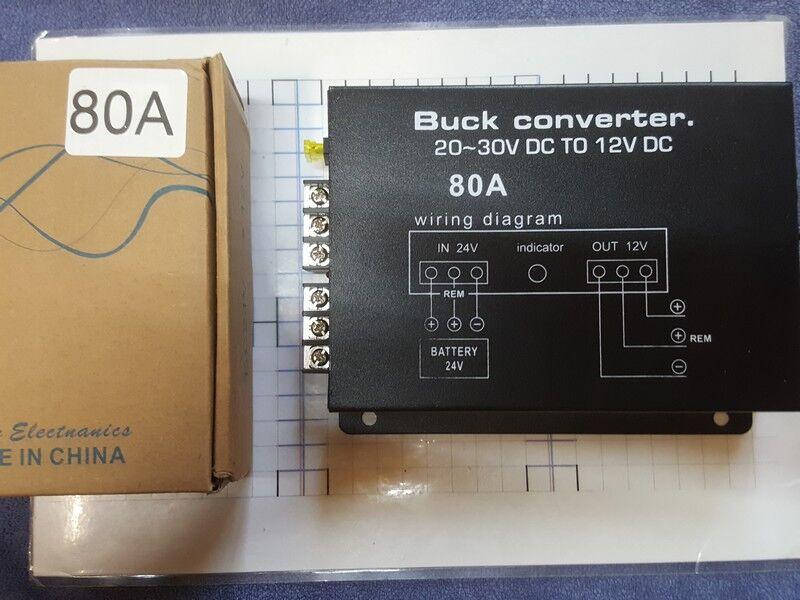 80A
Electnanics
E IN CHINA
Buck converter.
20~30V DC TO 12V DC
80A
wiring diagram
IN 24V
indicator
OUT 12V
REM
+
+
-
BATTERY
24V
+
+ REM
-